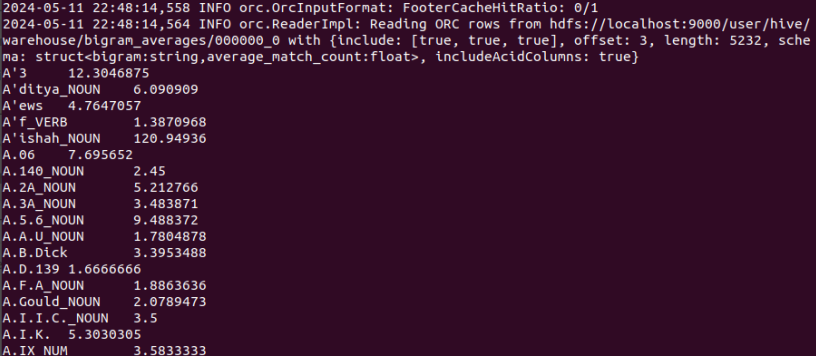 2024-05-11 22:48:14,558 INFO orc.OrcInputFormat: FooterCacheHitRatio: 0/1
2024-05-11 22:48:14,564 INFO orc.ReaderImpl: Reading ORC rows from hdfs://localhost:9000/user/hive/
warehouse/bigram_averages/000000_0 with {include: [true, true, true], offset: 3, length: 5232, sche
ma: struct<bigram:string,average_match_count:float>, includeAcidColumns: true}
A'3	12.3046875
A'ditya_NOUN	6.090909
A'ews	4.7647057
A'f_VERB	1.3870968
A'ishah_NOUN	120.94936
A.06	7.695652
A.140_NOUN	2.45
A.2A_NOUN	5.212766
A.3A_NOUN	3.483871
A.5.6_NOUN	9.488372
A.A.U_NOUN	1.7804878
A.B.Dick	3.3953488
A.D.139	1.6666666
A.F.A_NOUN	1.8863636
A.Gould_NOUN	2.0789473
A.I.I.C._NOUN	3.5
A.I.K.	5.3030305
A.IX_NUM	3.5833333